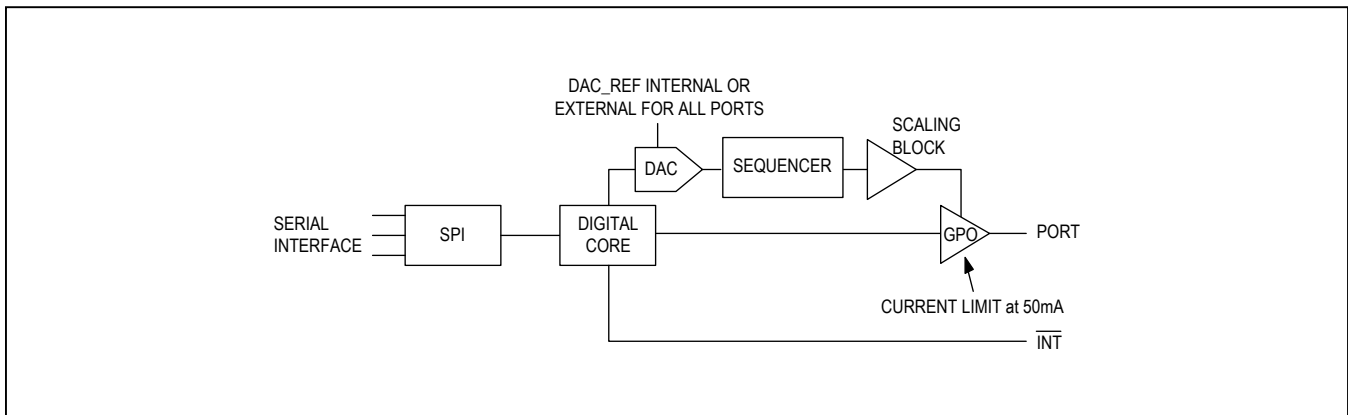 DAC_REF INTERNAL OR
EXTERNAL FOR ALL PORTS
SCALING
BLOCK
DAC
SEQUENCER
SERIAL
INTERFACE
SPI
DIGITAL
CORE
GPO
PORT
CURRENT LIMIT at 50mA
I̅N̅T̅